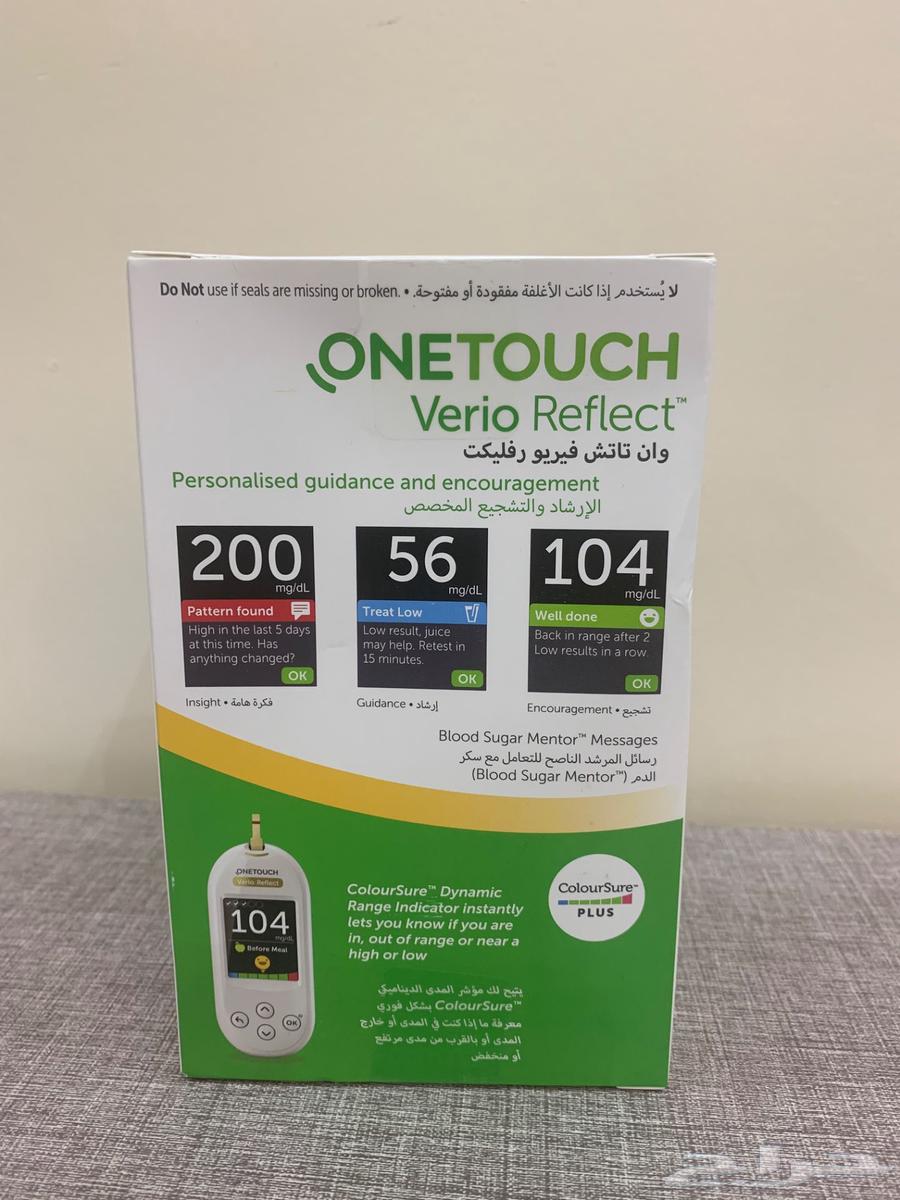 Do Not use if seals are missing or broken. • لا يُستخدم إذا كانت الأغلفة مفقودة أو مفتوحة.
ONETOUCH
Verio Reflect™
وان تاتش فيريو رفليكت
Personalised guidance and encouragement
الإرشاد والتشجيع المخصص
200
mg/dL
Pattern found
High in the last 5 days
at this time. Has
anything changed?
OK
Insight • فكرة هامة
56
mg/dL
Treat Low
Low result, juice
may help. Retest in
15 minutes.
OK
Guidance • إرشاد
104
mg/dL
Well done
Back in range after 2
Low results in a row.
OK
Encouragement • تشجيع
Blood Sugar Mentor™ Messages
رسائل المرشد الناصح للتعامل مع سكر
الدم (Blood Sugar Mentor™)
ONETOUCH
Verio Reflect
104
mg/dL
Before Meal
OK
ColourSure™ Dynamic
Range Indicator instantly
lets you know if you are
in, out of range or near a
high or low
ColourSure™
PLUS
يتيح لك مؤشر المدى الديناميكي
ColourSure™ بشكل فوري
معرفة ما إذا كنت في المدى أو خارج
المدى أو بالقرب من مدى مرتفع
أو منخفض
حراج